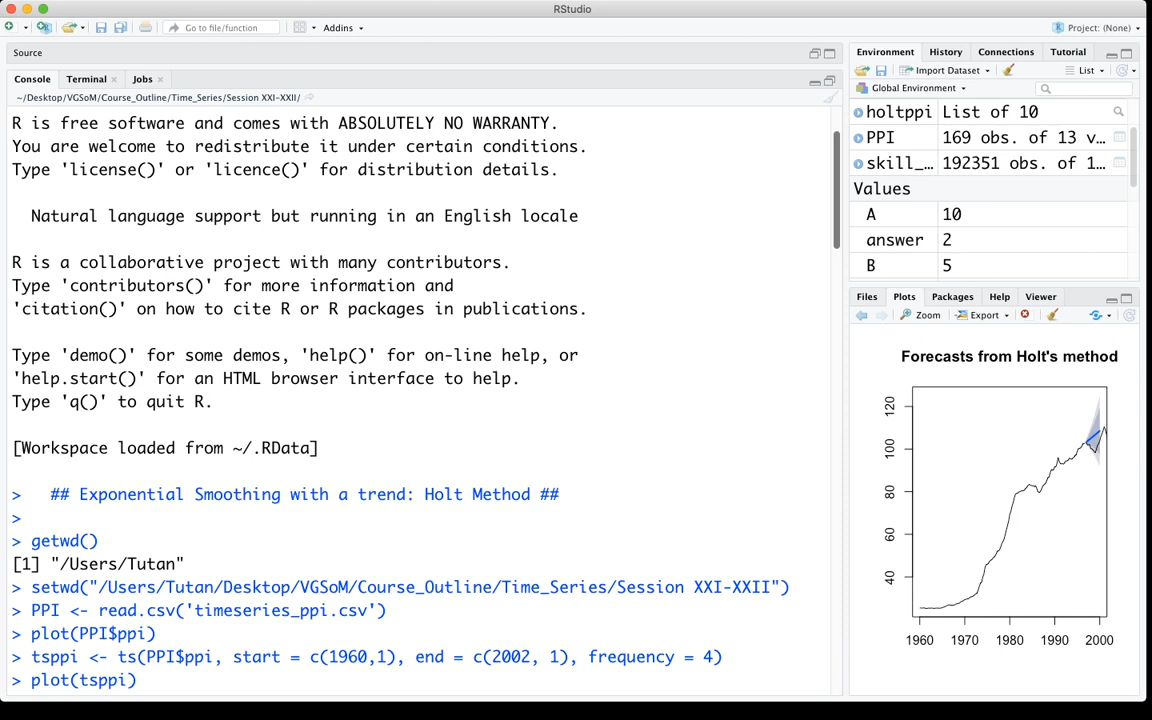 RStudio
Go to file/function
Addins
Project: (None)
Source
Console Terminal Jobs
~/Desktop/VGSoM/Course_Outline/Time_Series/Session XXI-XXII/
R is free software and comes with ABSOLUTELY NO WARRANTY.
You are welcome to redistribute it under certain conditions.
Type 'license()' or 'licence()' for distribution details.
Natural language support but running in an English locale
R is a collaborative project with many contributors.
Type 'contributors()' for more information and
'citation()' on how to cite R or R packages in publications.
Type 'demo()' for some demos, 'help()' for on-line help, or
'help.start()' for an HTML browser interface to help.
Type 'q()' to quit R.
[Workspace loaded from ~/.RData]
>   ## Exponential Smoothing with a trend: Holt Method ##
>
> getwd()
[1] "/Users/Tutan"
> setwd("/Users/Tutan/Desktop/VGSoM/Course_Outline/Time_Series/Session XXI-XXII")
> PPI <- read.csv('timeseries_ppi.csv')
> plot(PPI$ppi)
> tsppi <- ts(PPI$ppi, start = c(1960,1), end = c(2002, 1), frequency = 4)
> plot(tsppi)
Environment History Connections Tutorial
Import Dataset List
Global Environment
holtppi List of 10
PPI 169 obs. of 13 v…
skill_… 192351 obs. of 1…
Values
A 10
answer 2
B 5
Files Plots Packages Help Viewer
Zoom Export
Forecasts from Holt's method
120
100
80
60
40
1960 1970 1980 1990 2000